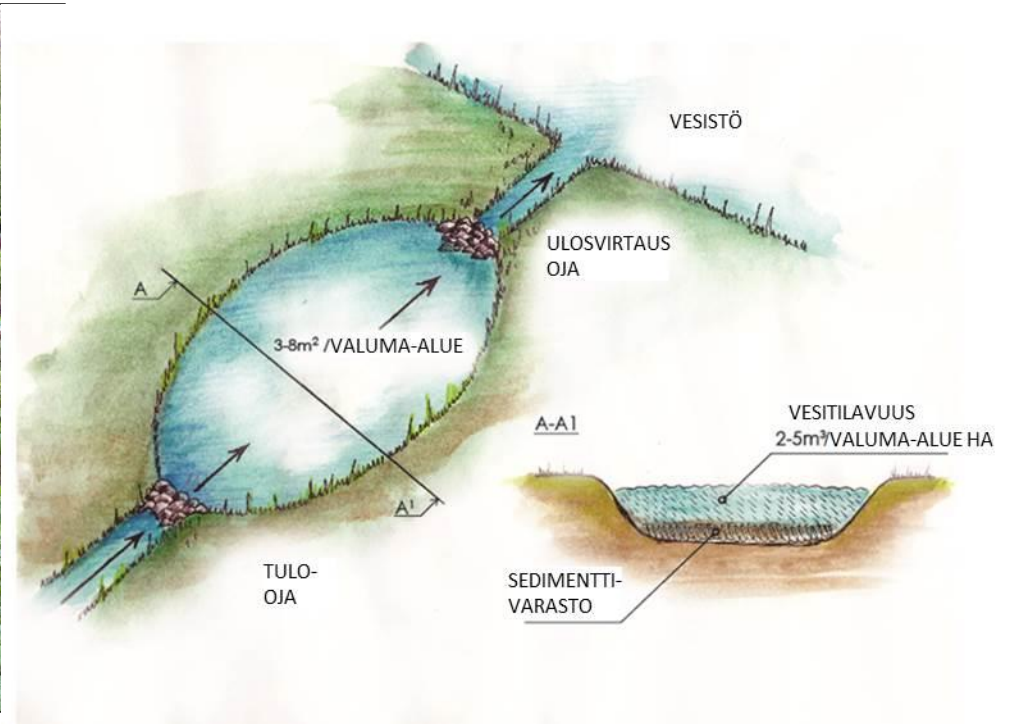 VESISTÖ
ULOSVIRTAUS
OJA
A
3-8m² /VALUMA-ALUE
A¹
TULO-
OJA
A-A1
VESITILAVUUS
2-5m³/VALUMA-ALUE HA
SEDIMENTTI-
VARASTO